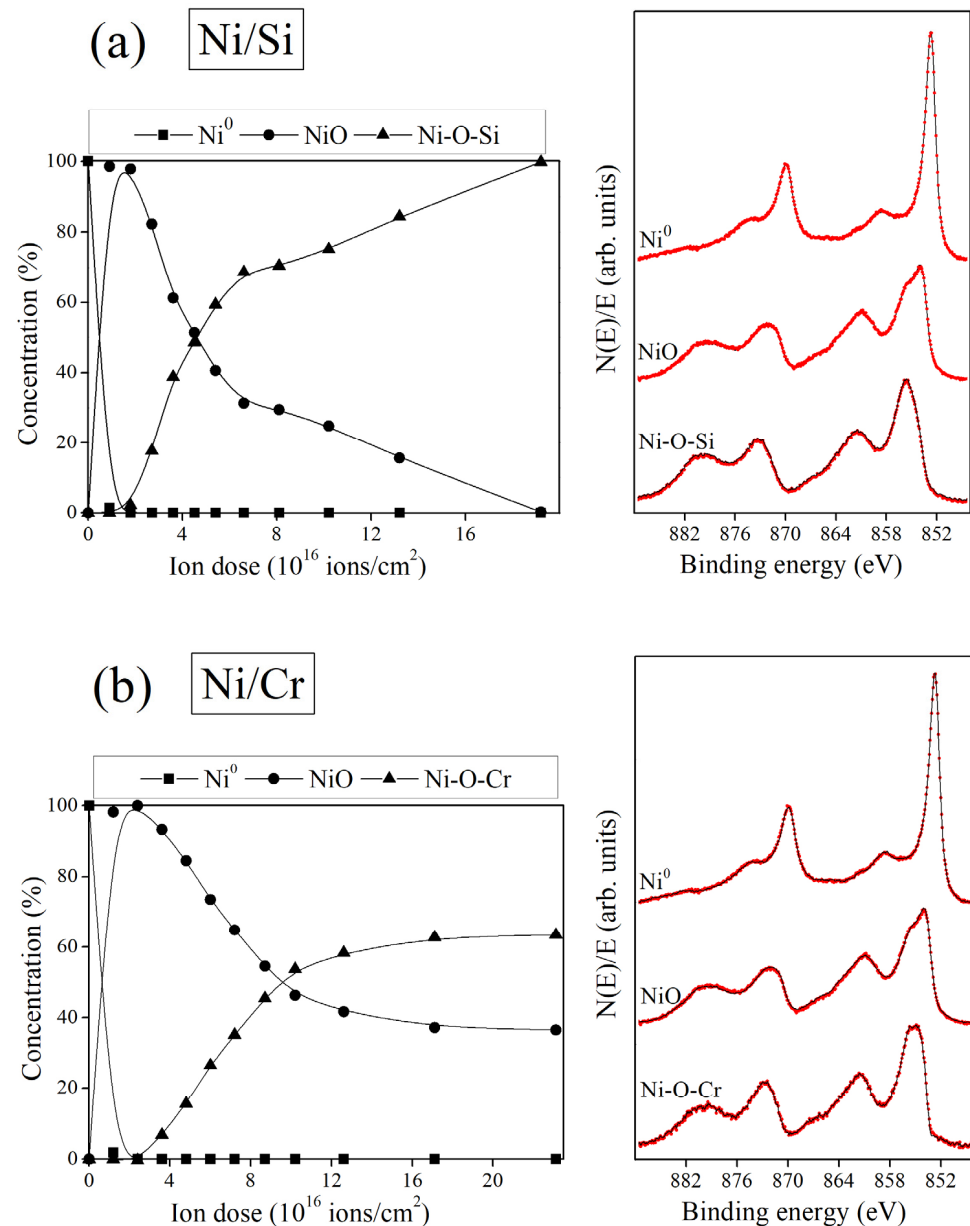 (a) Ni/Si
Ni⁰ NiO Ni-O-Si
100
80
60
40
20
0
Concentration (%)
0 4 8 12 16
Ion dose (10¹⁶ ions/cm²)
N(E)/E (arb. units)
Ni⁰
NiO
Ni-O-Si
882 876 870 864 858 852
Binding energy (eV)
(b) Ni/Cr
Ni⁰ NiO Ni-O-Cr
100
80
60
40
20
0
Concentration (%)
0 4 8 12 16 20
Ion dose (10¹⁶ ions/cm²)
N(E)/E (arb. units)
Ni⁰
NiO
Ni-O-Cr
882 876 870 864 858 852
Binding energy (eV)